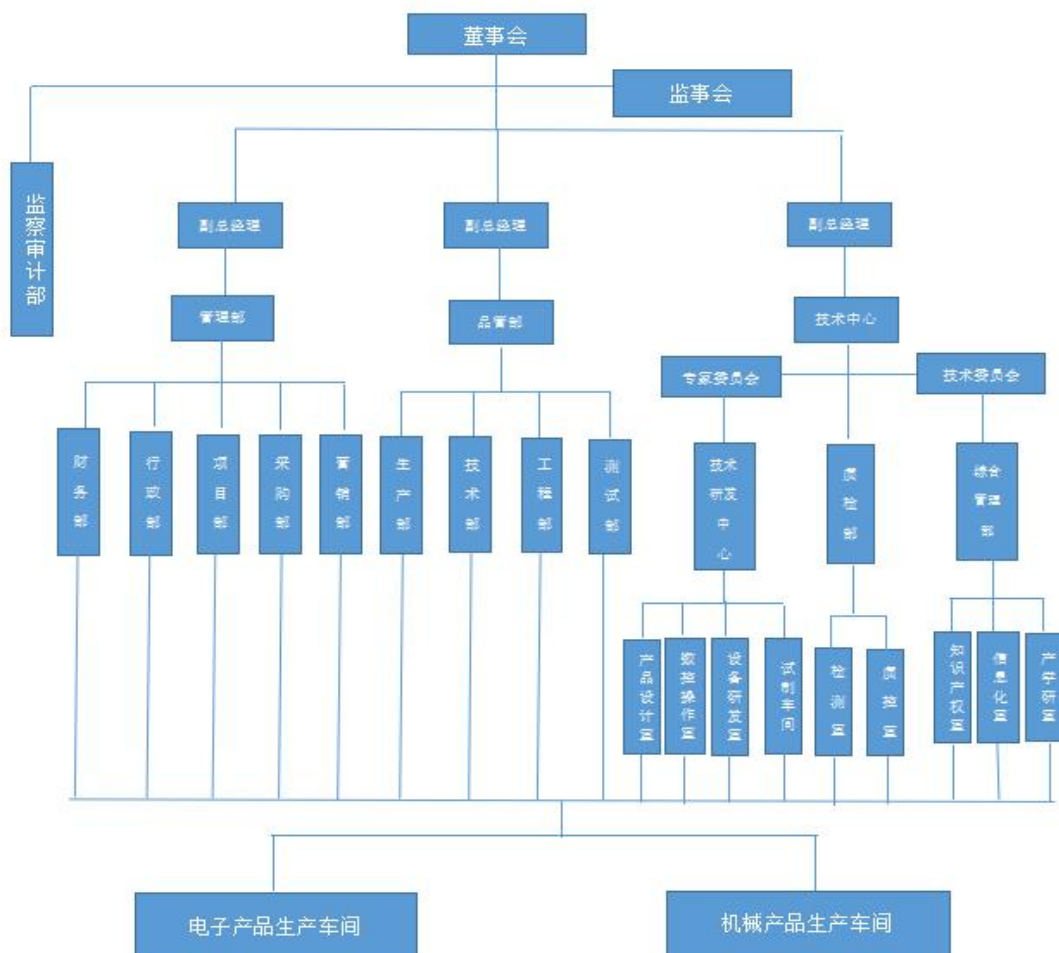 董事会
监事会
监察审计部
副总经理
副总经理
副总经理
管理部
品管部
技术中心
专家委员会
技术委员会
财务部
行政部
项目部
采购部
营销部
生产部
技术部
工程部
测试部
技术
研发
中
心
质检部
综合
管理
部
产品设计室
数控操作室
设备研发室
试制车间
检测室
质控室
知识产权室
信息化室
产学研室
电子产品生产车间
机械产品生产车间